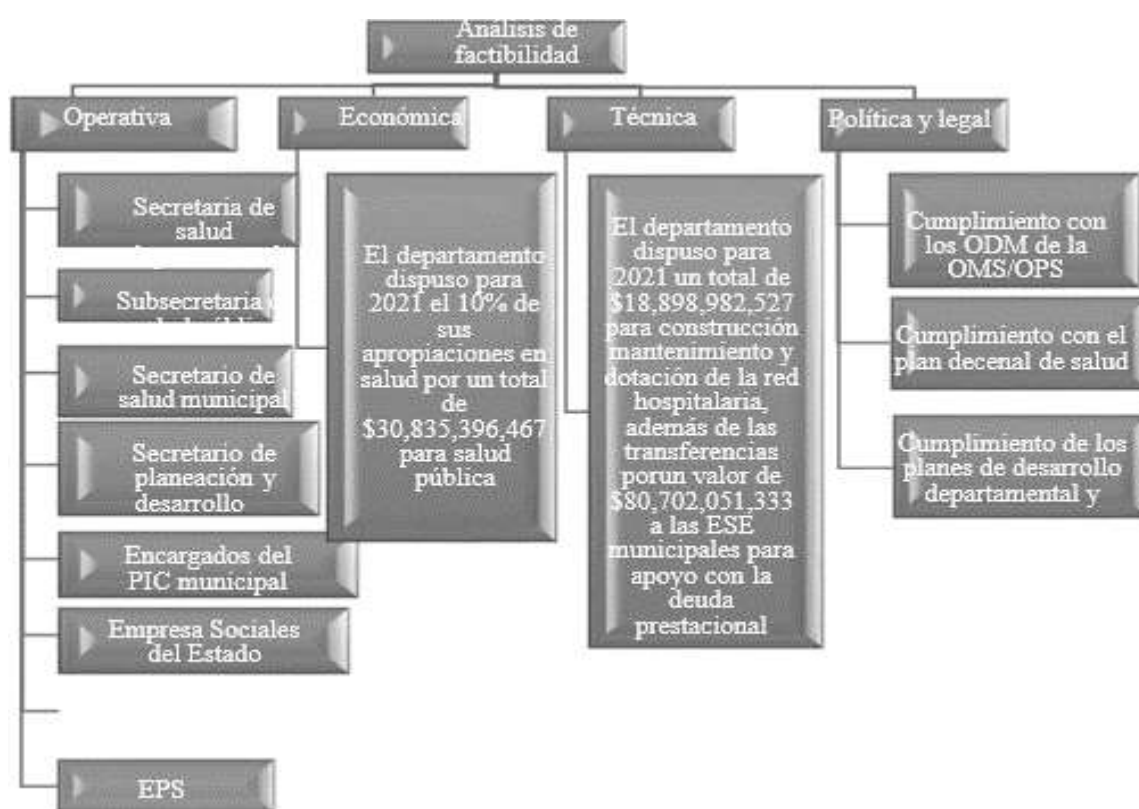 Análisis de
factibilidad
Operativa
Secretaria de
salud
Subsecretaria
Secretario de
salud municipal
Secretario de
planeación y
desarrollo
Encargados del
PIC municipal
Empresa Sociales
del Estado
EPS
Económica
El departamento
dispuso para
2021 el 10% de
sus
apropiaciones en
salud por un total
de
$30,835,396,467
para salud
pública
Técnica
El departamento
dispuso para
2021 un total de
$18,898,982,527
para construcción
mantenimiento y
dotación de la red
hospitalaria,
además de las
transferencias
porun valor de
$80,702,051,333
a las ESE
municipales para
apoyo con la
deuda
prestacional
Política y legal
Cumplimiento con
los ODM de la
OMS/OPS
Cumplimiento con el
plan decenal de salud
Cumplimiento de los
planes de desarrollo
departamental y